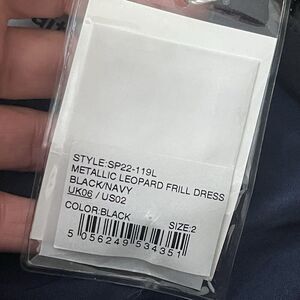 STYLE:SP22-119L
METALLIC LEOPARD FRILL DRESS
BLACK/NAVY
UK06 / US02
COLOR:BLACK SIZE:2
5 056249 534351